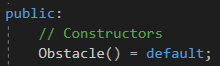 public:
// Constructors
Obstacle() = default;